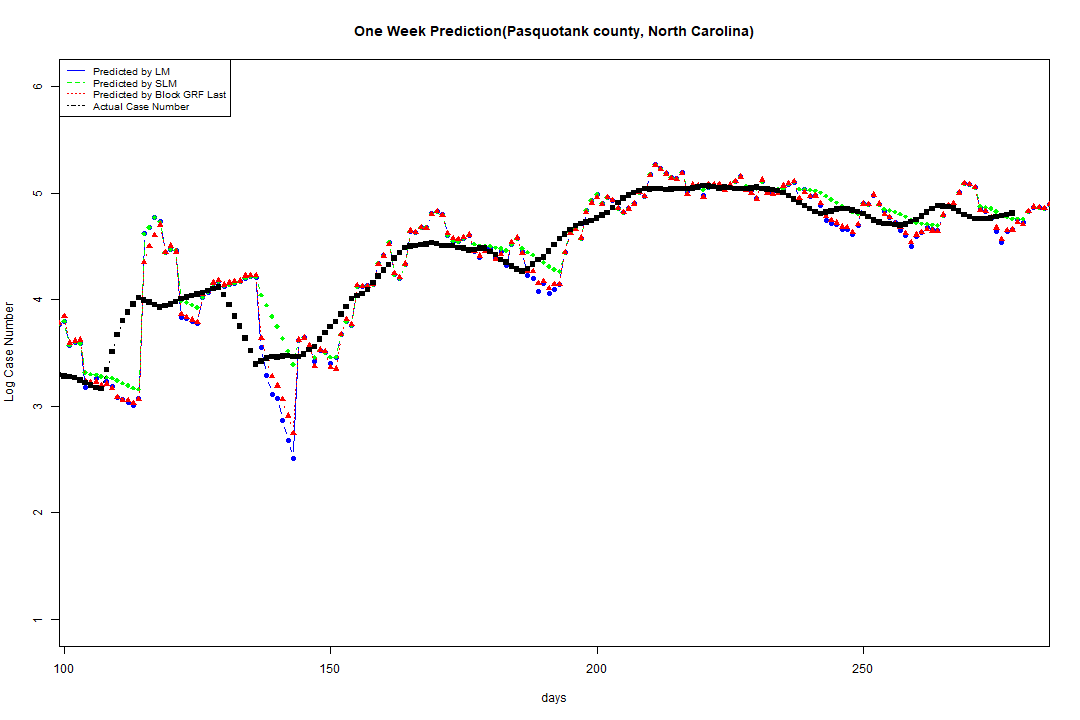 One Week Prediction(Pasquotank county, North Carolina)
Predicted by LM
Predicted by SLM
Predicted by Block GRF Last
Actual Case Number
6
5
4
3
2
1
Log Case Number
100 150 200 250
days